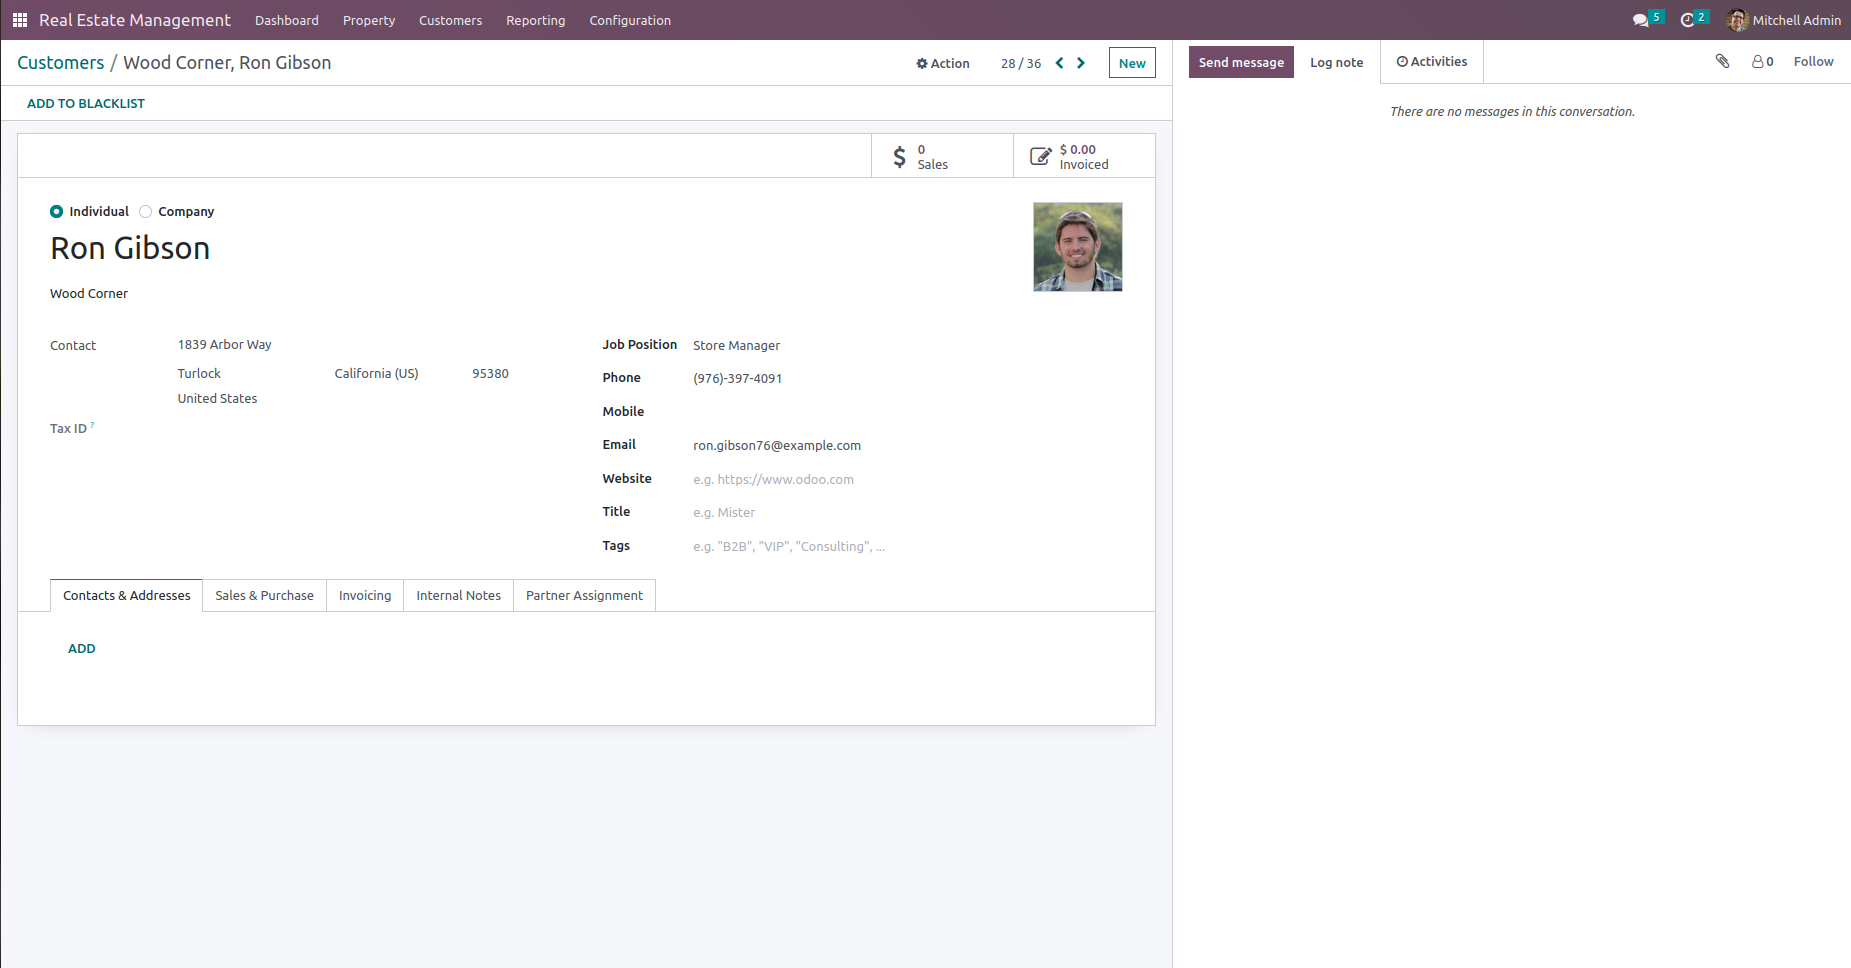 Real Estate Management Dashboard Property Customers Reporting Configuration 5 2 Mitchell Admin
Customers / Wood Corner, Ron Gibson Action 28 / 36 New
ADD TO BLACKLIST
0
Sales
$ 0.00
Invoiced
Individual Company
Ron Gibson
Wood Corner
Contact 1839 Arbor Way
Turlock California (US) 95380
United States
Tax ID ?
Job Position Store Manager
Phone (976)-397-4091
Mobile
Email ron.gibson76@example.com
Website e.g. https://www.odoo.com
Title e.g. Mister
Tags e.g. "B2B", "VIP", "Consulting", ...
Contacts & Addresses Sales & Purchase Invoicing Internal Notes Partner Assignment
ADD
Send message Log note Activities 0 Follow
There are no messages in this conversation.